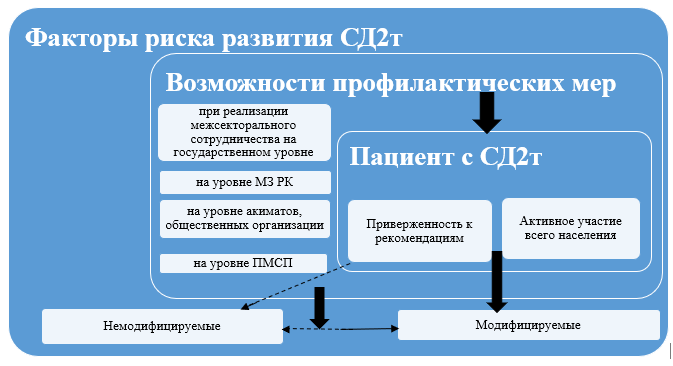 Факторы риска развития СД2т
Возможности профилактических мер
при реализации
межсекторального
сотрудничества на
государственном уровне
на уровне МЗ РК
на уровне акиматов,
общественных организации
на уровне ПМСП
Пациент с СД2т
Приверженность к
рекомендациям
Активное участие
всего населения
Немодифицируемые
Модифицируемые